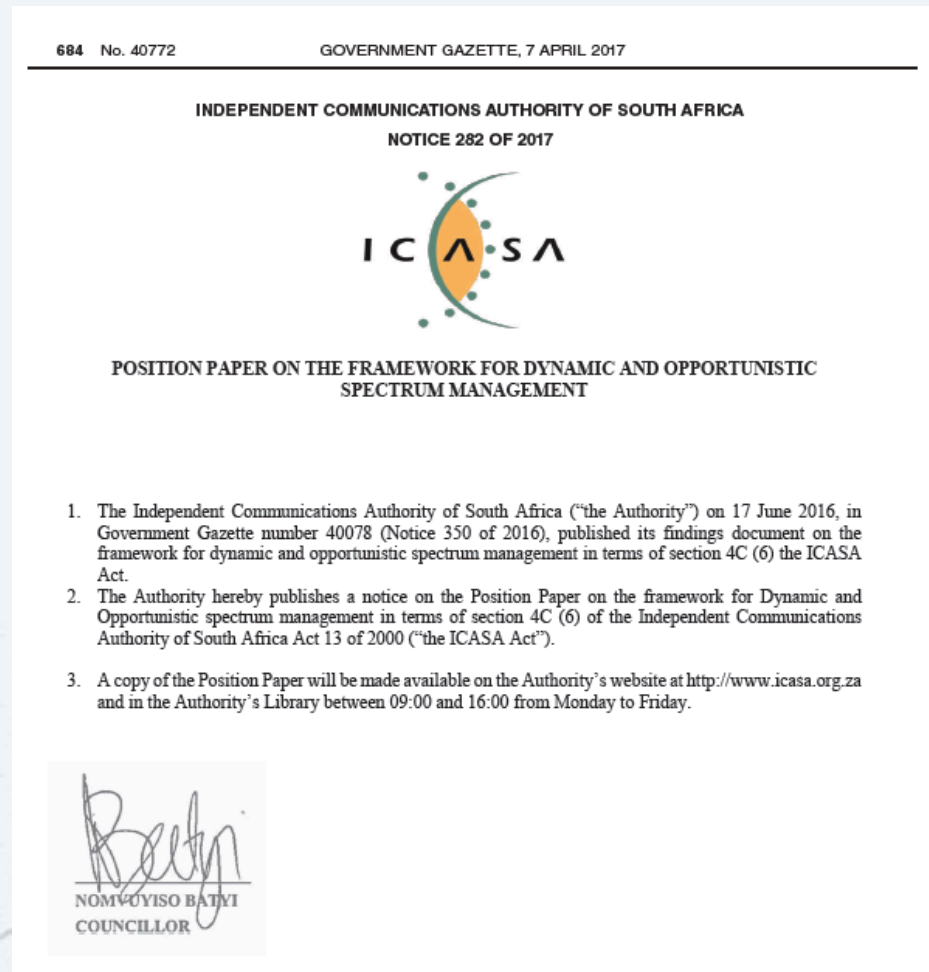 684 No. 40772 GOVERNMENT GAZETTE, 7 APRIL 2017
INDEPENDENT COMMUNICATIONS AUTHORITY OF SOUTH AFRICA
NOTICE 282 OF 2017
ICASA
POSITION PAPER ON THE FRAMEWORK FOR DYNAMIC AND OPPORTUNISTIC
SPECTRUM MANAGEMENT
1. The Independent Communications Authority of South Africa (“the Authority”) on 17 June 2016, in
Government Gazette number 40078 (Notice 350 of 2016), published its findings document on the
framework for dynamic and opportunistic spectrum management in terms of section 4C (6) the ICASA
Act.
2. The Authority hereby publishes a notice on the Position Paper on the framework for Dynamic and
Opportunistic spectrum management in terms of section 4C (6) of the Independent Communications
Authority of South Africa Act 13 of 2000 (“the ICASA Act”).
3. A copy of the Position Paper will be made available on the Authority’s website at http://www.icasa.org.za
and in the Authority’s Library between 09:00 and 16:00 from Monday to Friday.
Batyi
NOMVUYISO BATYI
COUNCILLOR